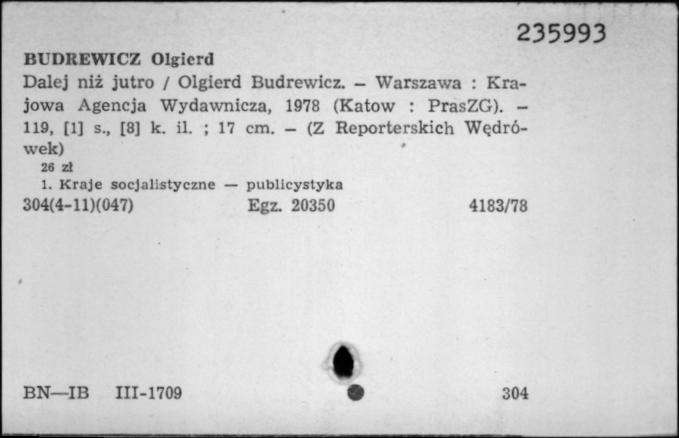 235993
BUDREWICZ Olgierd
Dalej niż jutro / Olgierd Budrewicz. – Warszawa : Kra-
jowa Agencja Wydawnicza, 1978 (Katow : PrasZG). –
119, [1] s., [8] k. il. ; 17 cm. – (Z Reporterskich Wędró-
wek)
26 zł
1. Kraje socjalistyczne — publicystyka
304(4-11)(047) Egz. 20350 4183/78
BN—IB III-1709 304